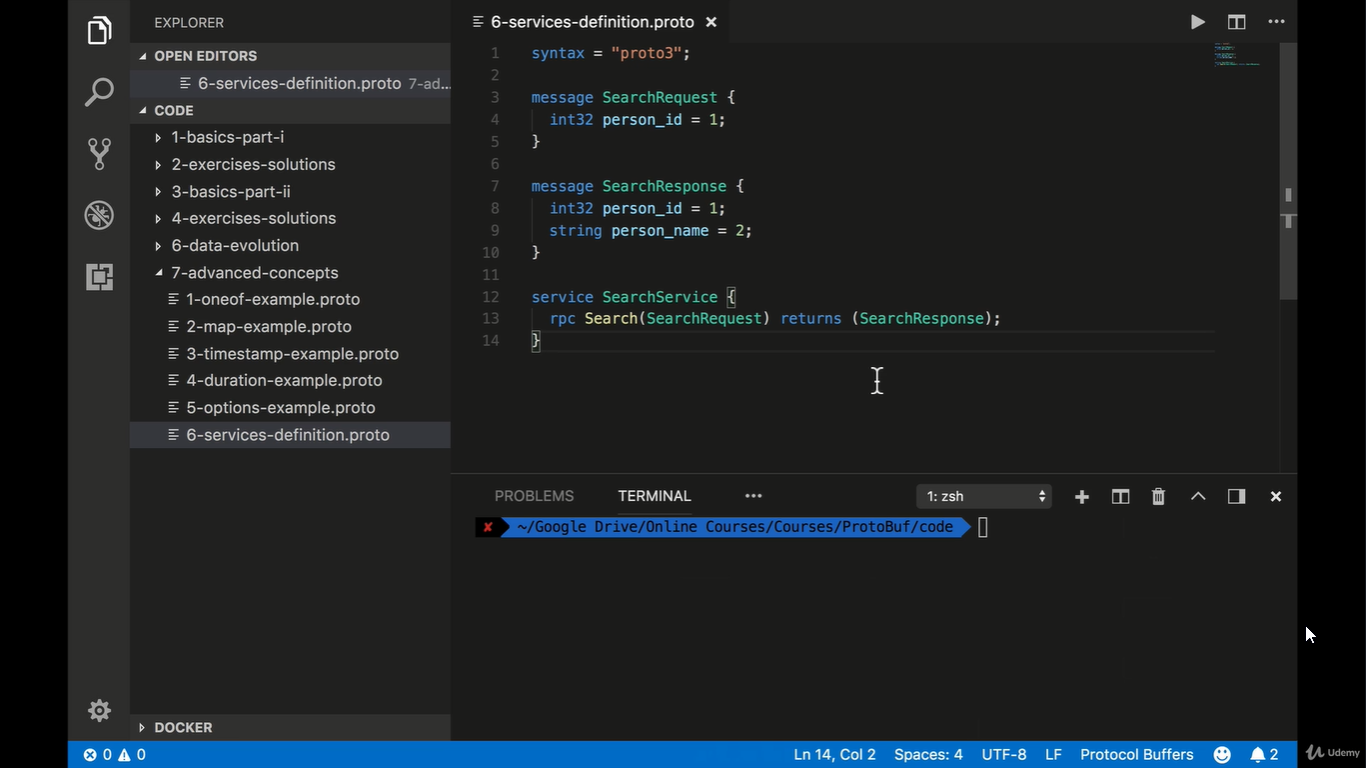 EXPLORER
OPEN EDITORS
6-services-definition.proto 7-ad...
CODE
1-basics-part-i
2-exercises-solutions
3-basics-part-ii
4-exercises-solutions
6-data-evolution
7-advanced-concepts
1-oneof-example.proto
2-map-example.proto
3-timestamp-example.proto
4-duration-example.proto
5-options-example.proto
6-services-definition.proto
DOCKER
6-services-definition.proto
1 syntax = "proto3";
2
3 message SearchRequest {
4 int32 person_id = 1;
5 }
6
7 message SearchResponse {
8 int32 person_id = 1;
9 string person_name = 2;
10 }
11
12 service SearchService {
13 rpc Search(SearchRequest) returns (SearchResponse);
14 }
PROBLEMS TERMINAL ••• 1: zsh
~/Google Drive/Online Courses/Courses/ProtoBuf/code
0 0 Ln 14, Col 2 Spaces: 4 UTF-8 LF Protocol Buffers 2
Udemy